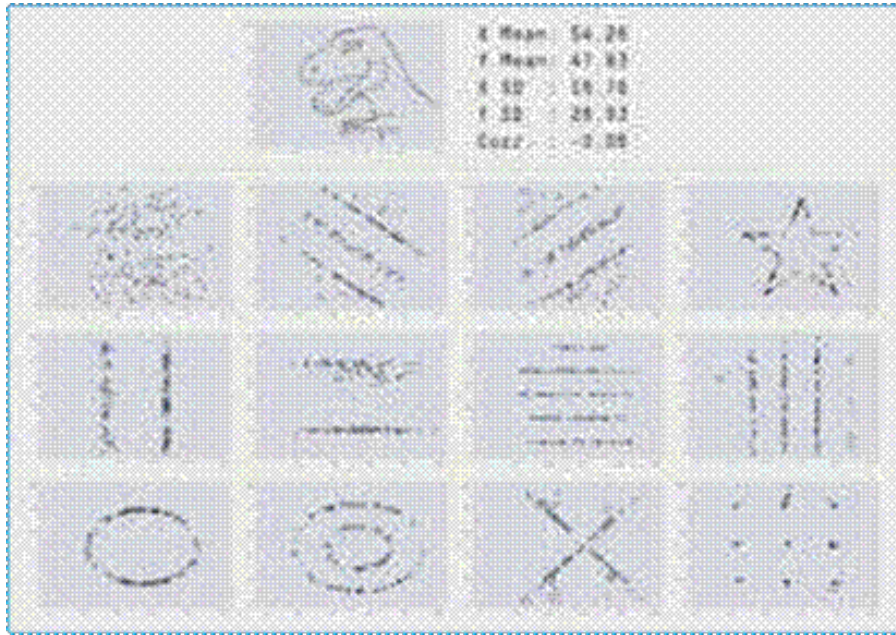 X Mean: 54.26
Y Mean: 47.83
X SD : 16.76
Y SD : 26.93
Corr. : -0.06